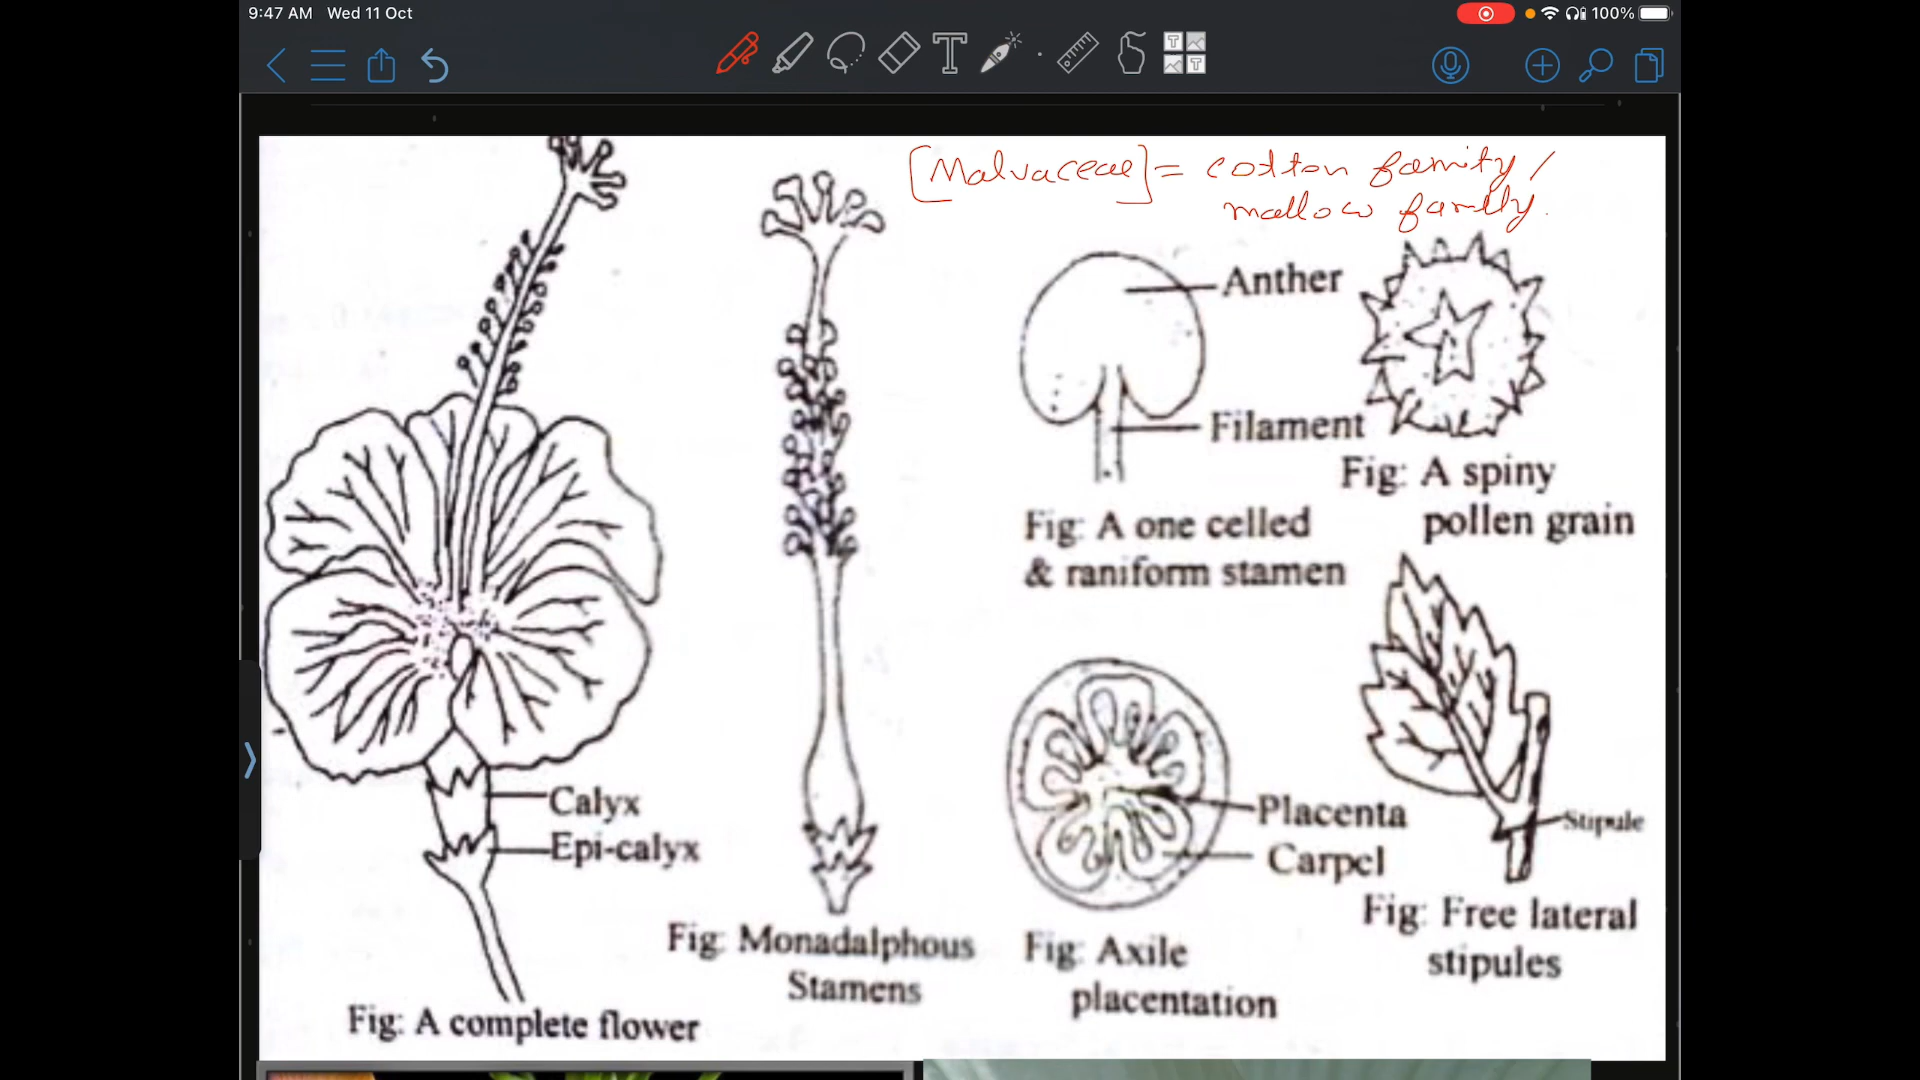 9:47 AM Wed 11 Oct
100%
[Malvaceae] = cotton family /
mallow family.
Anther
Filament
Fig: A spiny
pollen grain
Fig: A one celled
& raniform stamen
Calyx
Epi-calyx
Placenta
Carpel
Stipule
Fig: Free lateral
stipules
Fig: Monadalphous
Stamens
Fig: Axile
placentation
Fig: A complete flower